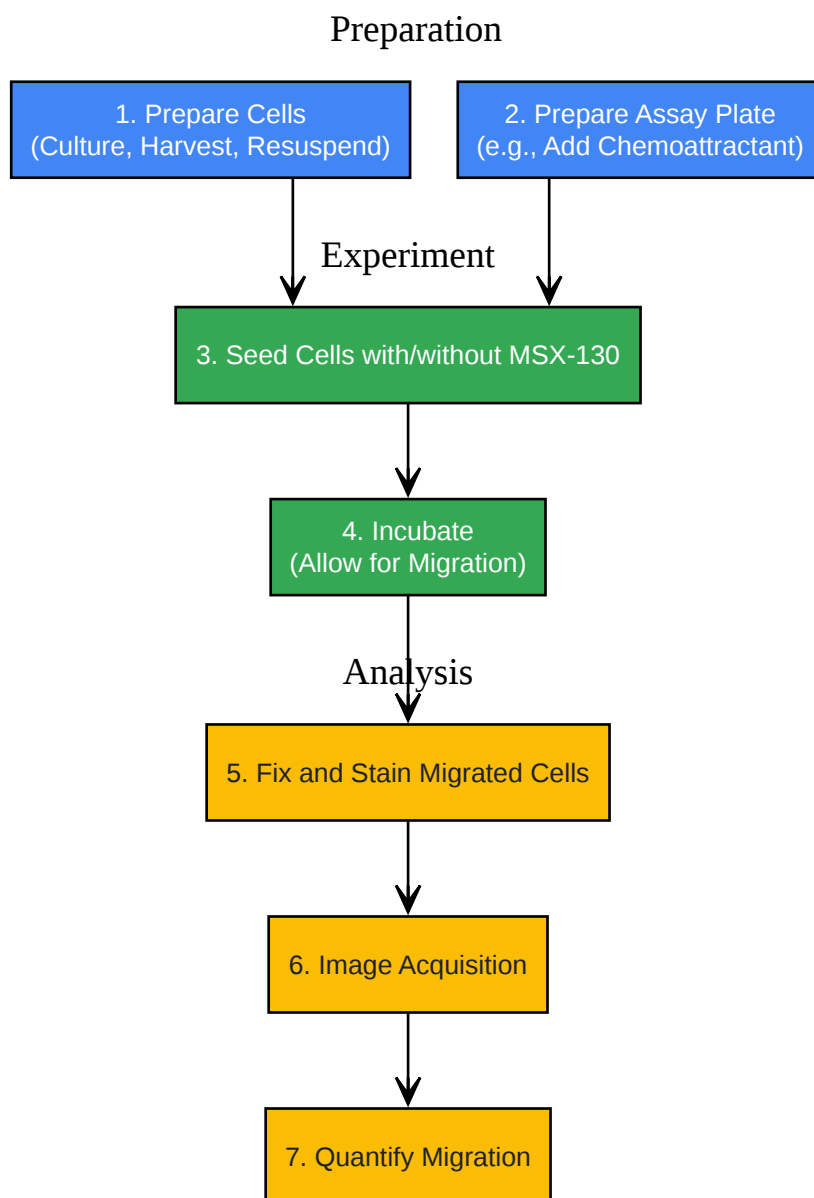 Preparation
1. Prepare Cells
(Culture, Harvest, Resuspend)
2. Prepare Assay Plate
(e.g., Add Chemoattractant)
Experiment
3. Seed Cells with/without MSX-130
4. Incubate
(Allow for Migration)
Analysis
5. Fix and Stain Migrated Cells
6. Image Acquisition
7. Quantify Migration